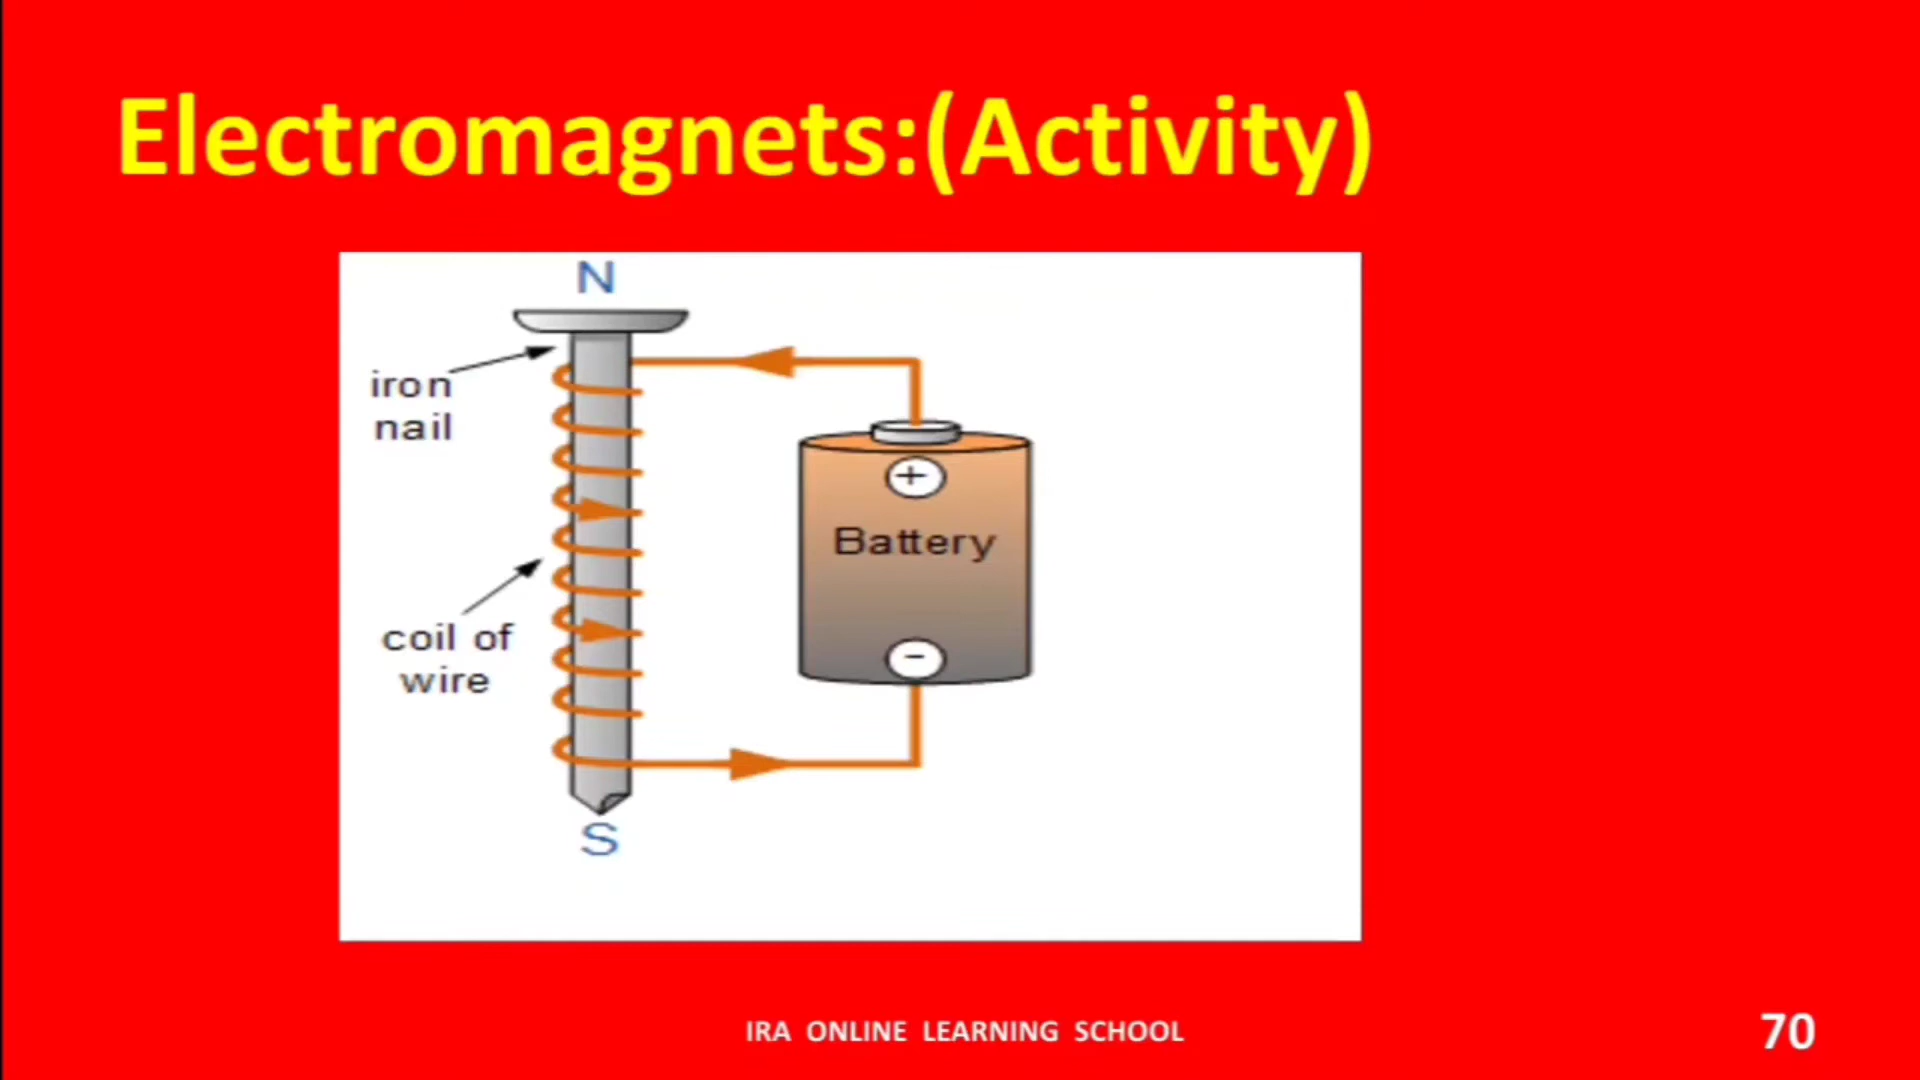 Electromagnets:(Activity)
N
iron
nail
+
Battery
coil of
wire
-
S
IRA ONLINE LEARNING SCHOOL
70